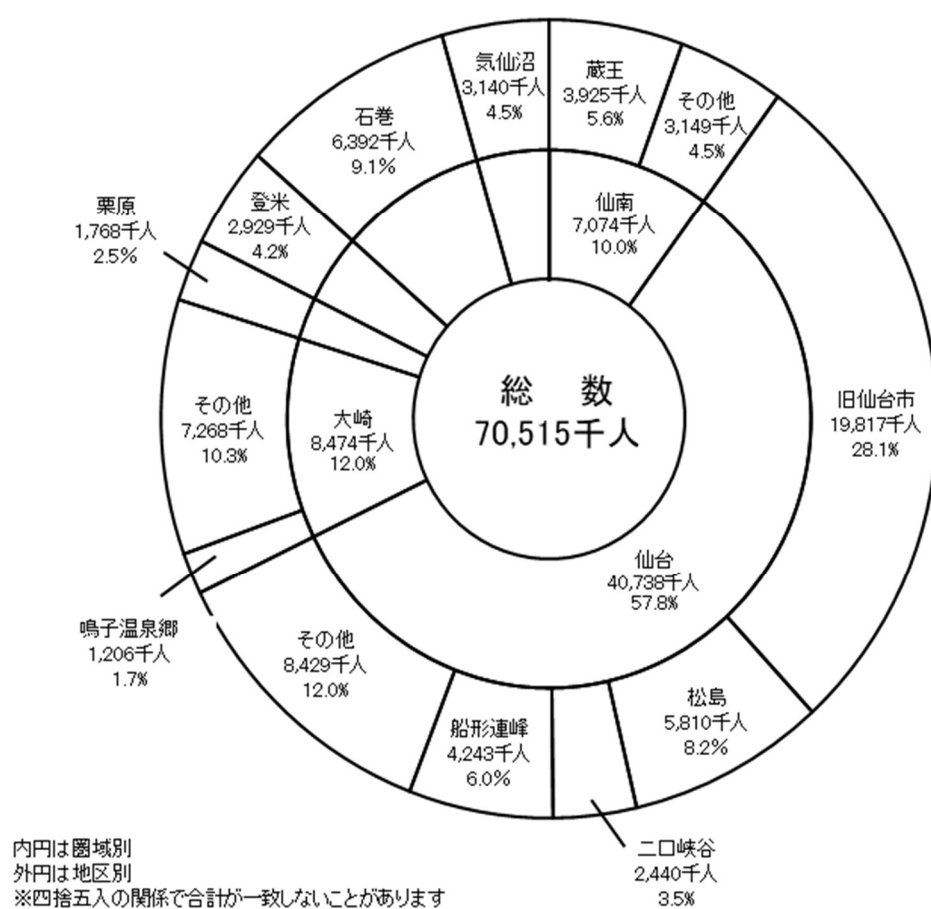 気仙沼
3,140千人
4.5%
蔵王
3,925千人
5.6%
その他
3,149千人
4.5%
石巻
6,392千人
9.1%
登米
2,929千人
4.2%
仙南
7,074千人
10.0%
栗原
1,768千人
2.5%
総 数
70,515千人
旧仙台市
19,817千人
28.1%
その他
7,268千人
10.3%
大崎
8,474千人
12.0%
仙台
40,738千人
57.8%
鳴子温泉郷
1,206千人
1.7%
その他
8,429千人
12.0%
松島
5,810千人
8.2%
船形連峰
4,243千人
6.0%
二口峡谷
2,440千人
3.5%
内円は圏域別
外円は地区別
※四捨五入の関係で合計が一致しないことがあります